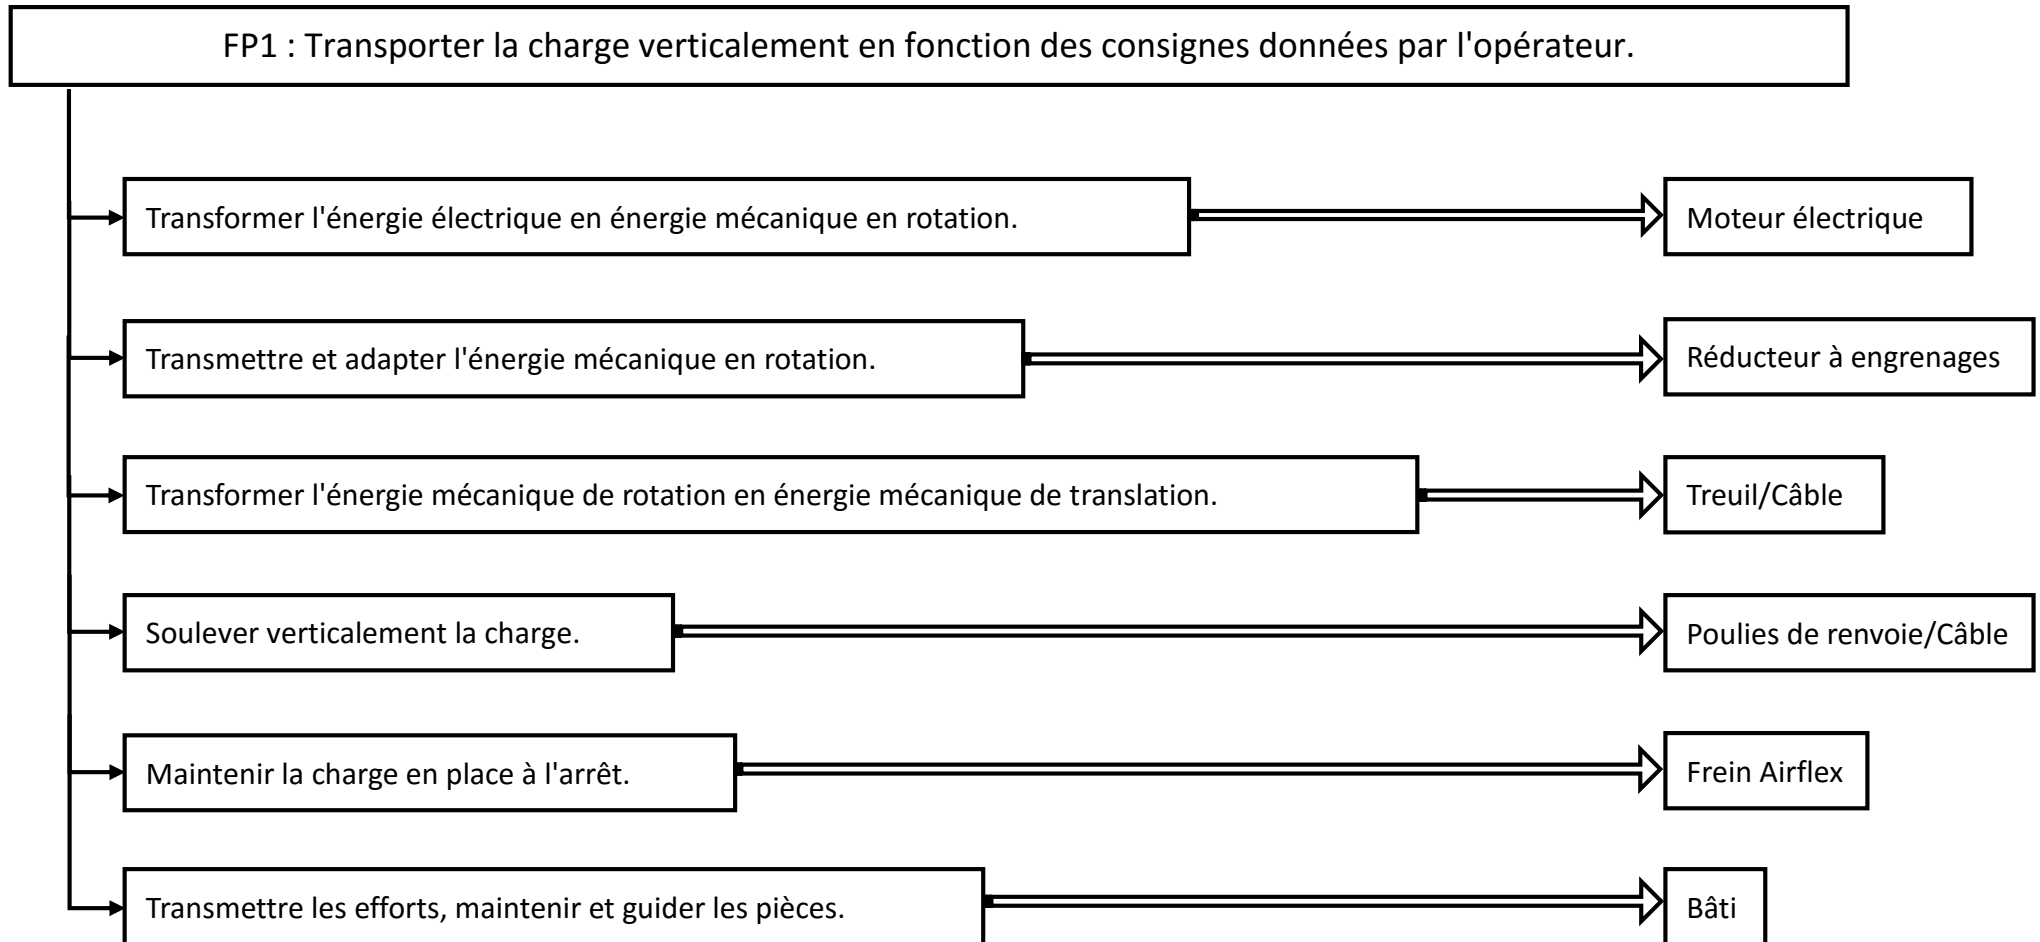 FP1 : Transporter la charge verticalement en fonction des consignes données par l'opérateur.
Transformer l'énergie électrique en énergie mécanique en rotation.
Moteur électrique
Transmettre et adapter l'énergie mécanique en rotation.
Réducteur à engrenages
Transformer l'énergie mécanique de rotation en énergie mécanique de translation.
Treuil/Câble
Soulever verticalement la charge.
Poulies de renvoie/Câble
Maintenir la charge en place à l'arrêt.
Frein Airflex
Transmettre les efforts, maintenir et guider les pièces.
Bâti